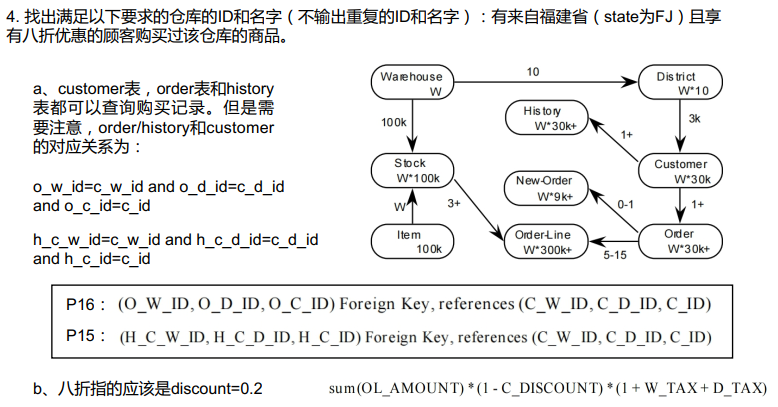 4. 找出满足以下要求的仓库的ID和名字（不输出重复的ID和名字）：有来自福建省（state为FJ）且享
有八折优惠的顾客购买过该仓库的商品。
a、customer表，order表和history
表都可以查询购买记录。但是需
要注意，order/history和customer
的对应关系为：
o_w_id=c_w_id and o_d_id=c_d_id
and o_c_id=c_id
h_c_w_id=c_w_id and h_c_d_id=c_d_id
and h_c_id=c_id
Warehouse
W
10
District
W*10
100k
3k
History
W*30k+
1+
Stock
W*100k
Customer
W*30k
New-Order
W*9k+
0-1
1+
W
3+
Item
100k
Order-Line
W*300k+
5-15
Order
W*30k+
P16： (O_W_ID, O_D_ID, O_C_ID) Foreign Key, references (C_W_ID, C_D_ID, C_ID)
P15： (H_C_W_ID, H_C_D_ID, H_C_ID) Foreign Key, references (C_W_ID, C_D_ID, C_ID)
b、八折指的应该是discount=0.2 sum(OL_AMOUNT) * (1 - C_DISCOUNT) * (1 + W_TAX + D_TAX)